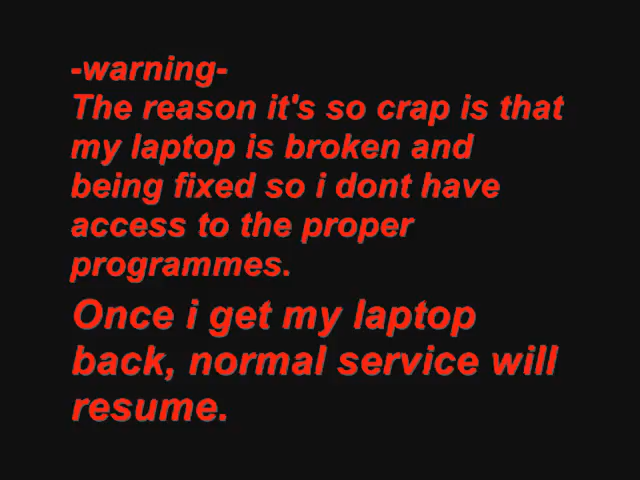 -warning-
The reason it's so crap is that
my laptop is broken and
being fixed so i dont have
access to the proper
programmes.
Once i get my laptop
back, normal service will
resume.